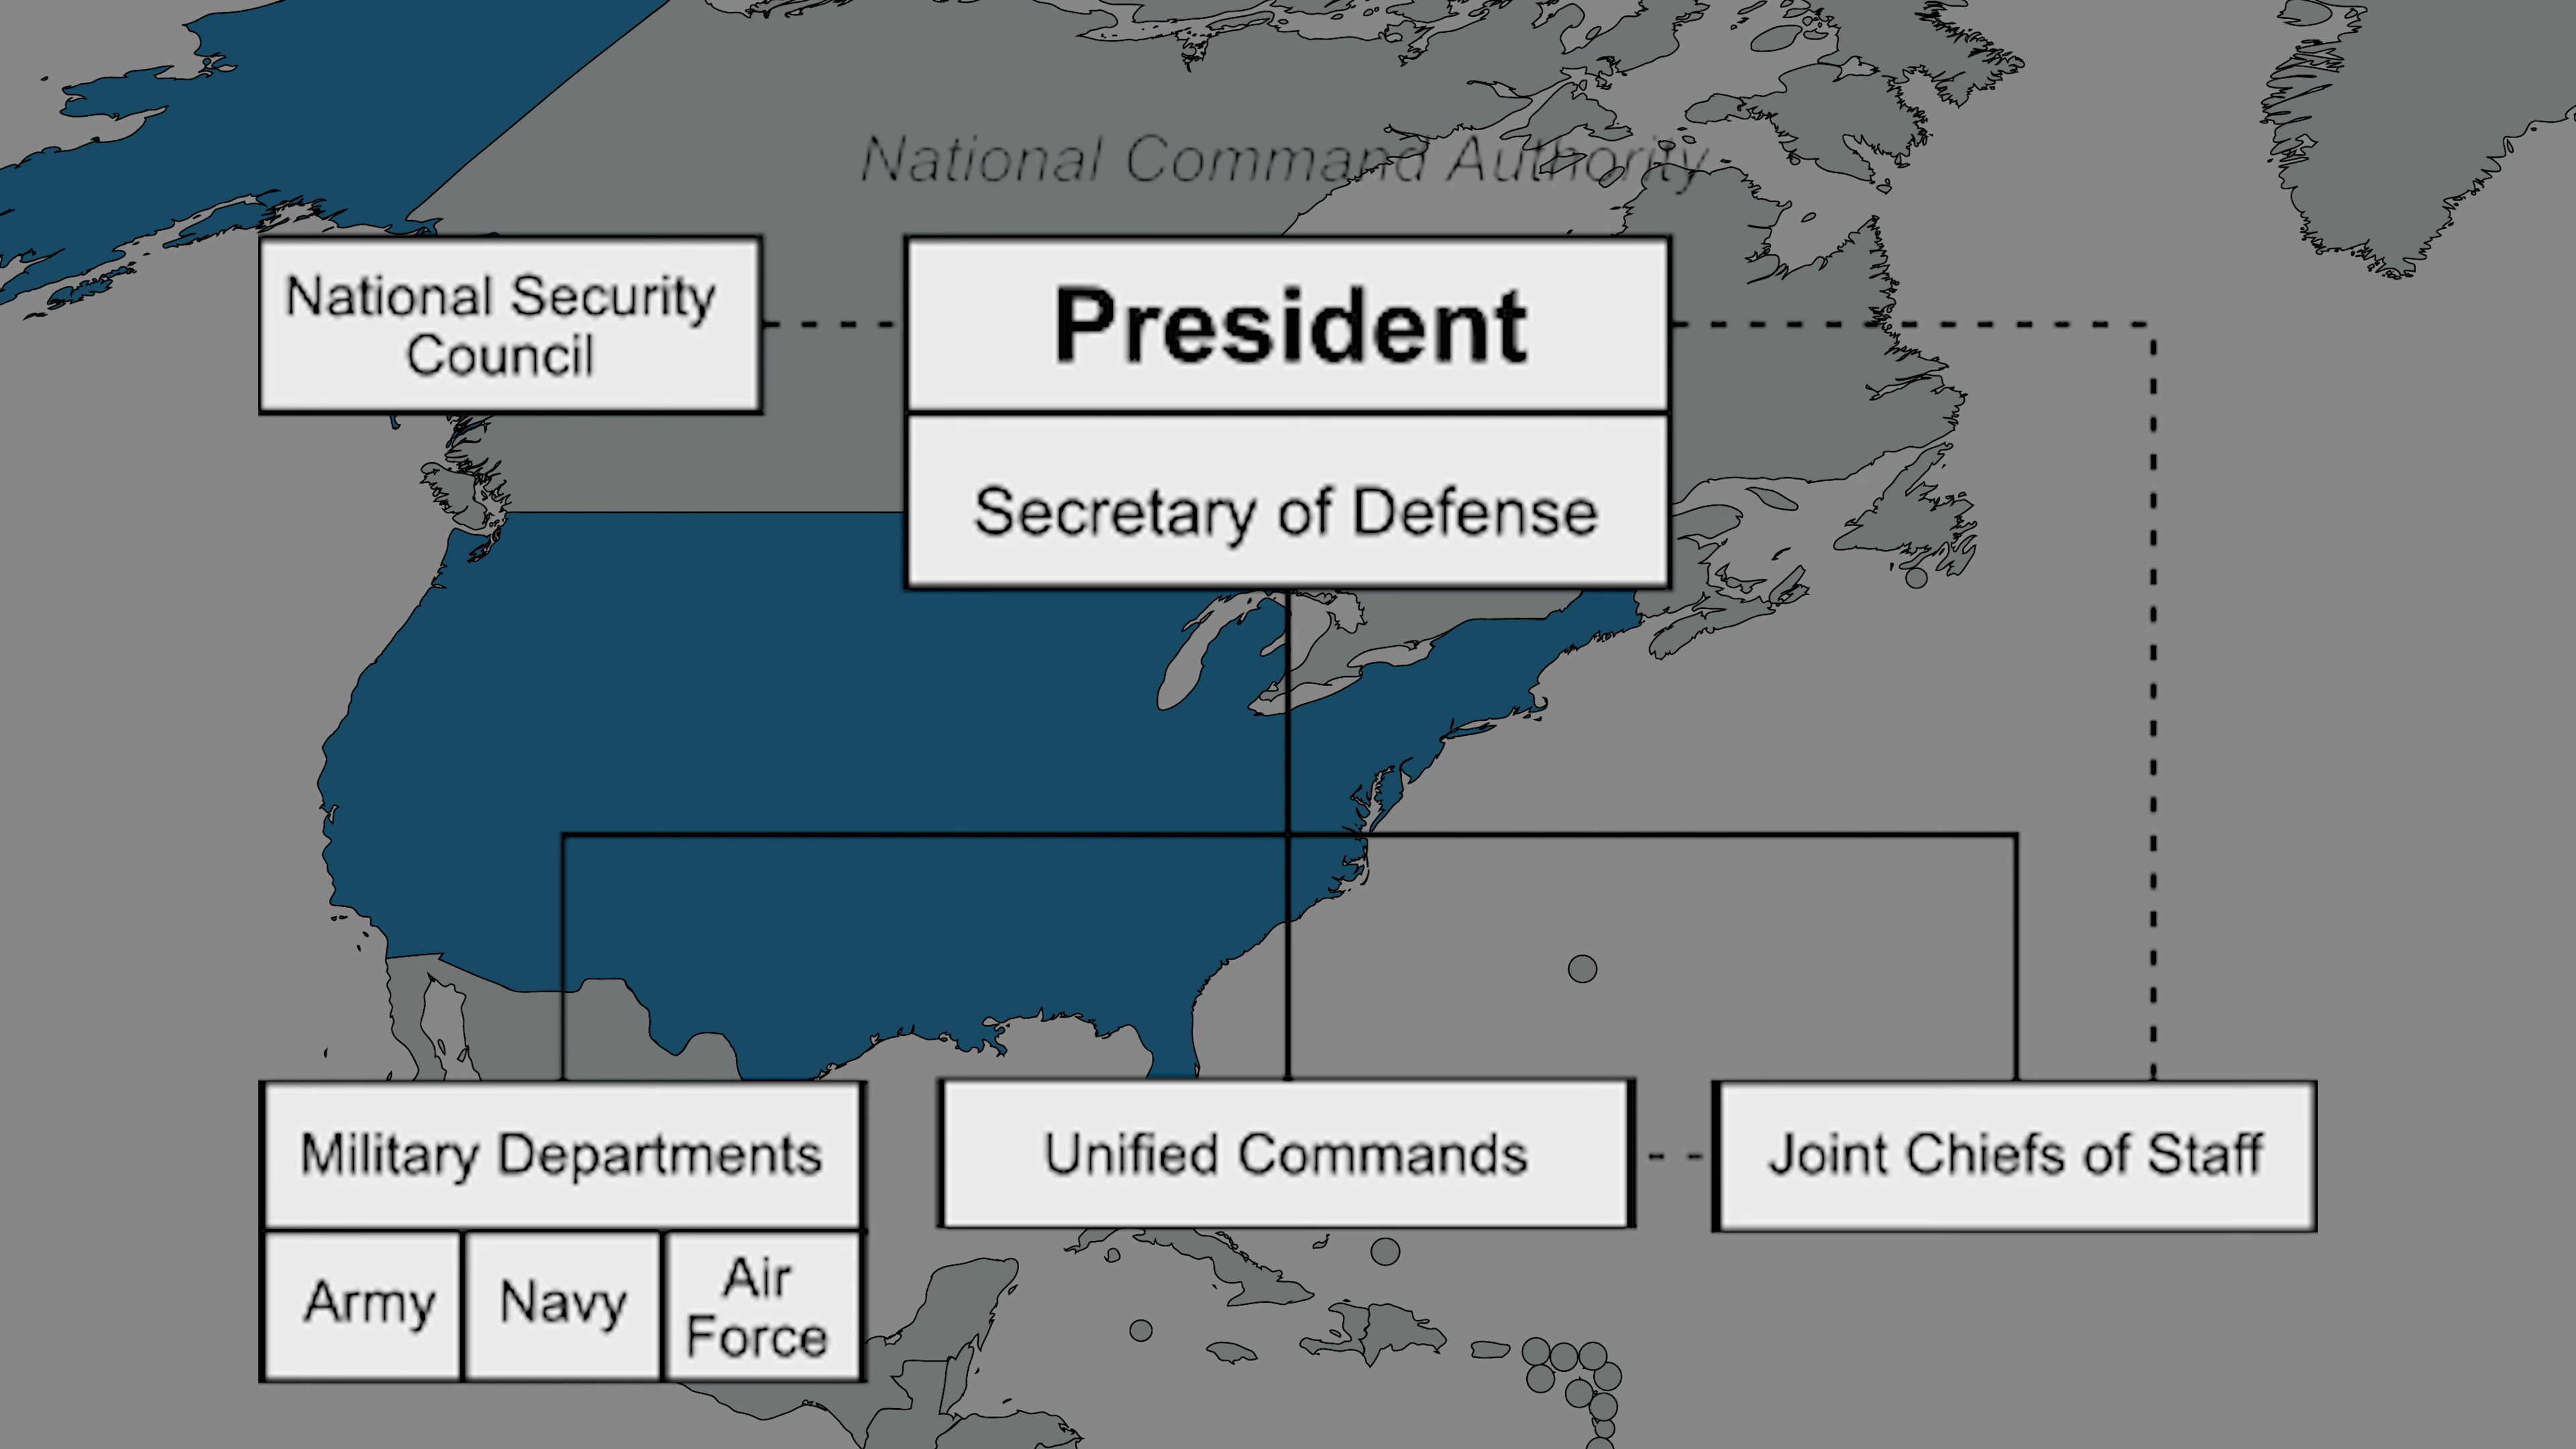 National Command Authority
National Security
Council
President
Secretary of Defense
Military Departments
Unified Commands
Joint Chiefs of Staff
Army
Navy
Air
Force